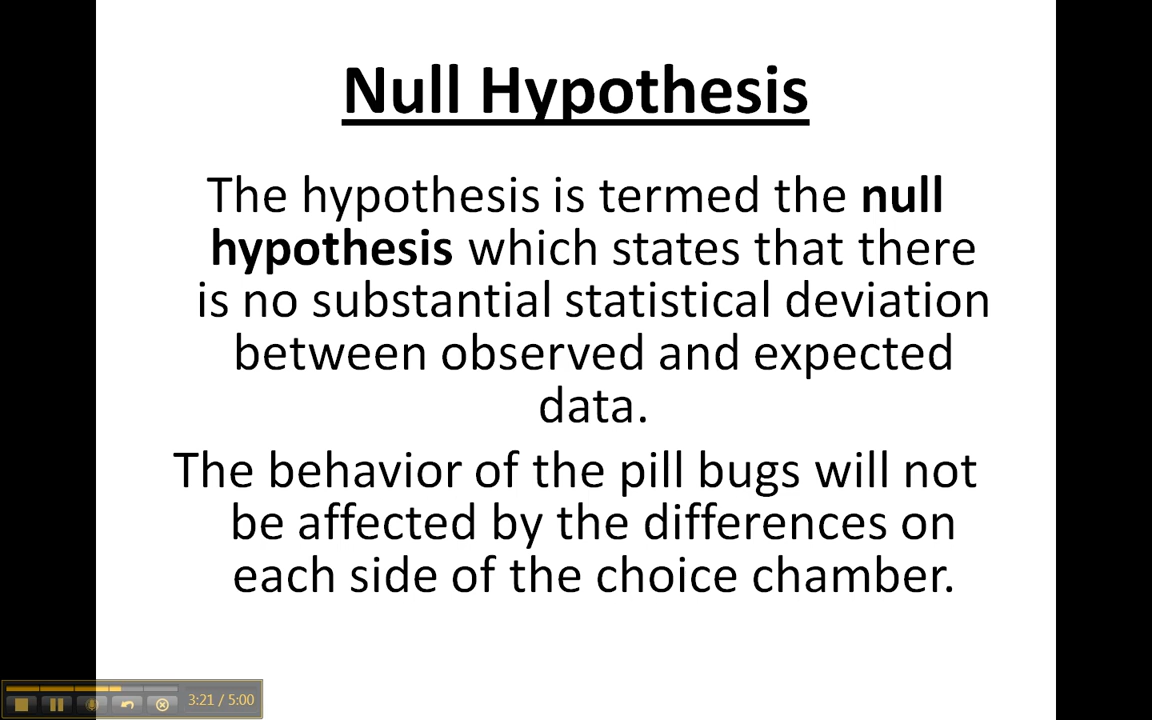 Null Hypothesis
The hypothesis is termed the null
hypothesis which states that there
is no substantial statistical deviation
between observed and expected
data.
The behavior of the pill bugs will not
be affected by the differences on
each side of the choice chamber.
3:21 / 5:00